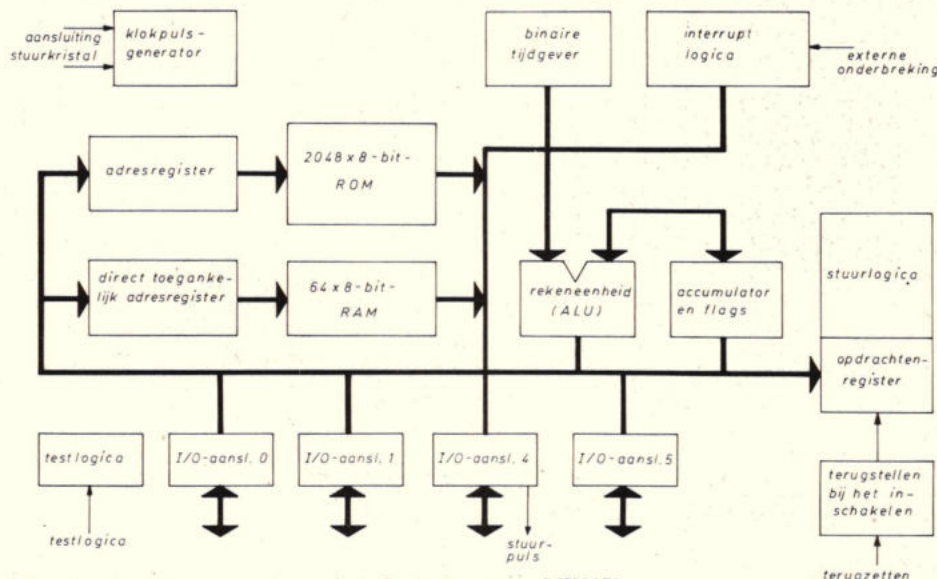 aansluiting
stuurkristal
klokpuls-
generator
binaire
tijdgever
interrupt
logica
externe
onderbreking
adresregister
2048 x 8-bit-
ROM
direct toeganke-
lijk adresregister
64 x 8-bit-
RAM
rekeneenheid
(ALU)
accumulator
en flags
stuurlogica
opdrachten-
register
testlogica
I/O-aansl. 0
I/O-aansl. 1
I/O-aansl. 4
I/O-aansl. 5
terugstellen
bij het in-
schakelen
testlogica
stuur-
puls
terugzetten